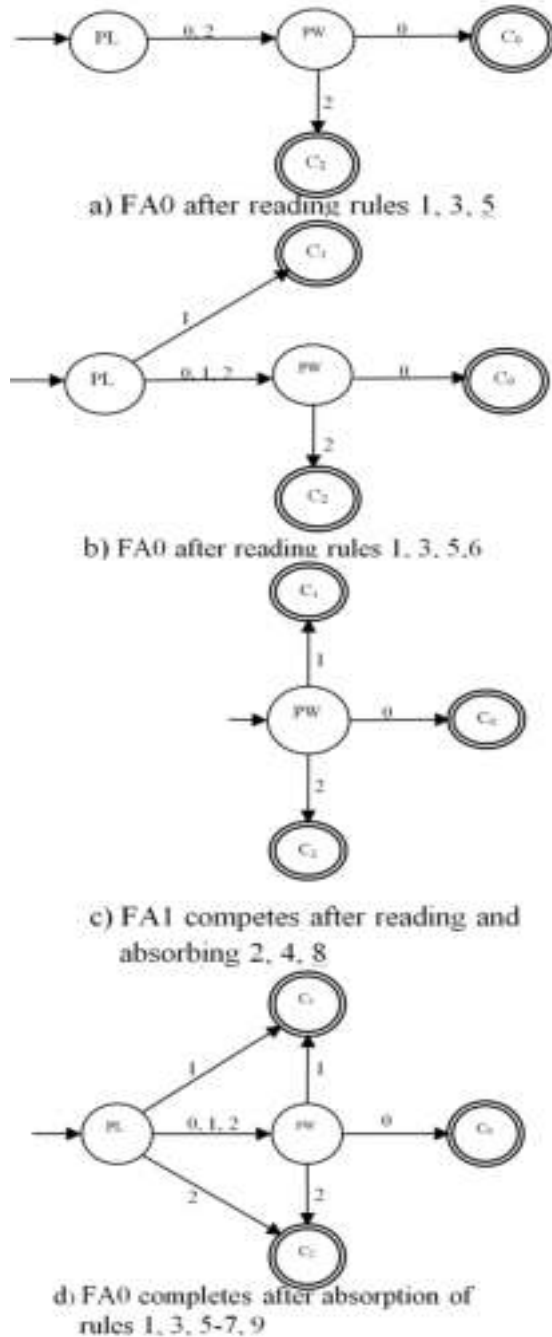 PL
0, 2
PW
0
C₀
2
C₂
a) FA0 after reading rules 1, 3, 5
C₁
1
PL
0, 1, 2
PW
0
C₀
2
C₂
b) FA0 after reading rules 1, 3, 5,6
C₁
1
PW
0
C₀
2
C₂
c) FA1 competes after reading and
absorbing 2, 4, 8
C₁
1
1
PL
0, 1, 2
PW
0
C₀
2
2
C₂
d) FA0 completes after absorption of
rules 1, 3, 5-7, 9